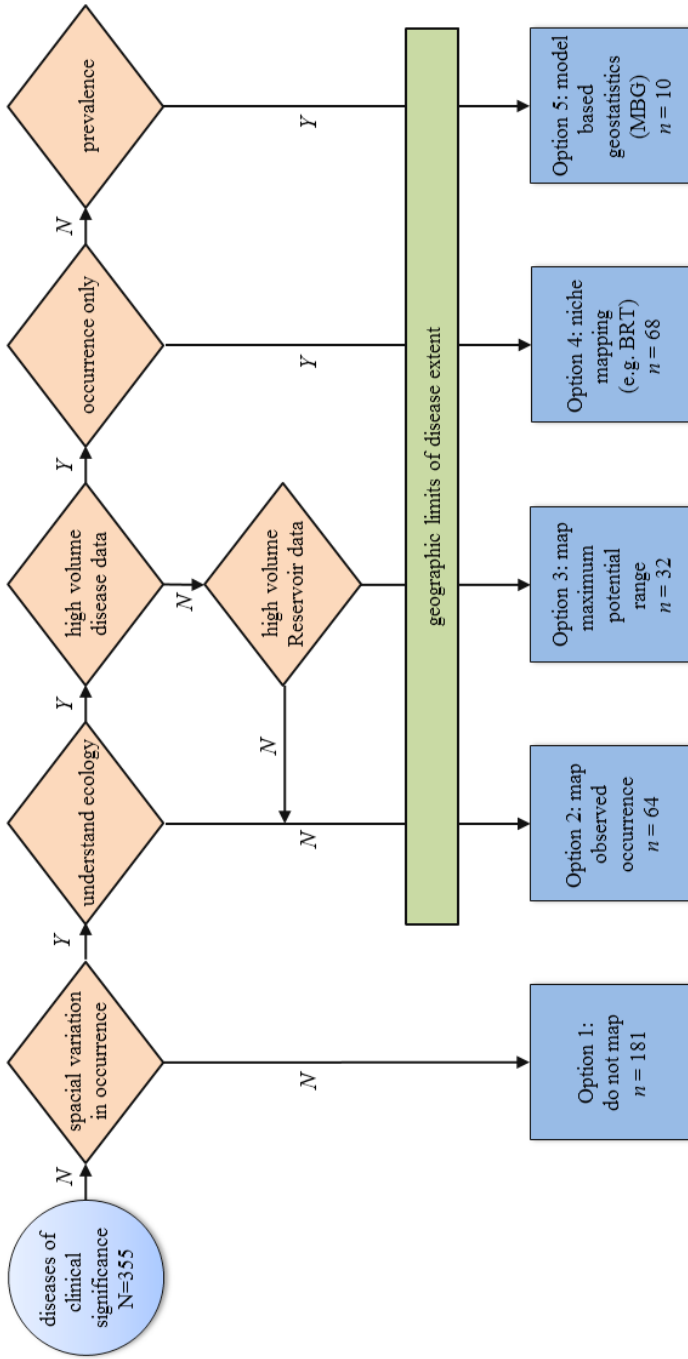 diseases of
clinical
significance
N=355
N
spacial variation
in occurrence
Y
understand ecology
Y
high volume
disease data
Y
occurrence only
N
prevalence
N
high volume
Reservoir data
N
N
N
Y
Y
geographic limits of disease extent
Option 1:
do not map
n = 181
Option 2: map
observed
occurrence
n = 64
Option 3: map
maximum
potential
range
n = 32
Option 4: niche
mapping
(e.g. BRT)
n = 68
Option 5: model
based
geostatistics
(MBG)
n = 10